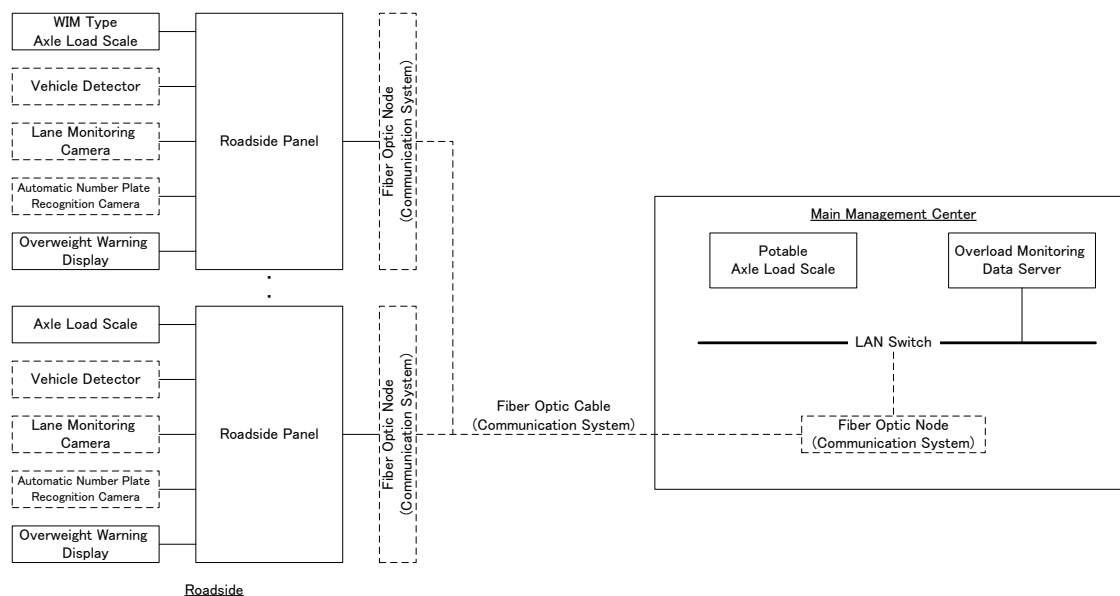 WIM Type
Axle Load Scale
Vehicle Detector
Lane Monitoring
Camera
Automatic Number Plate
Recognition Camera
Overweight Warning
Display
Roadside Panel
Fiber Optic Node
(Communication System)
Axle Load Scale
Vehicle Detector
Lane Monitoring
Camera
Automatic Number Plate
Recognition Camera
Overweight Warning
Display
Roadside Panel
Fiber Optic Node
(Communication System)
Roadside
Fiber Optic Cable
(Communication System)
Main Management Center
Potable
Axle Load Scale
Overload Monitoring
Data Server
LAN Switch
Fiber Optic Node
(Communication System)